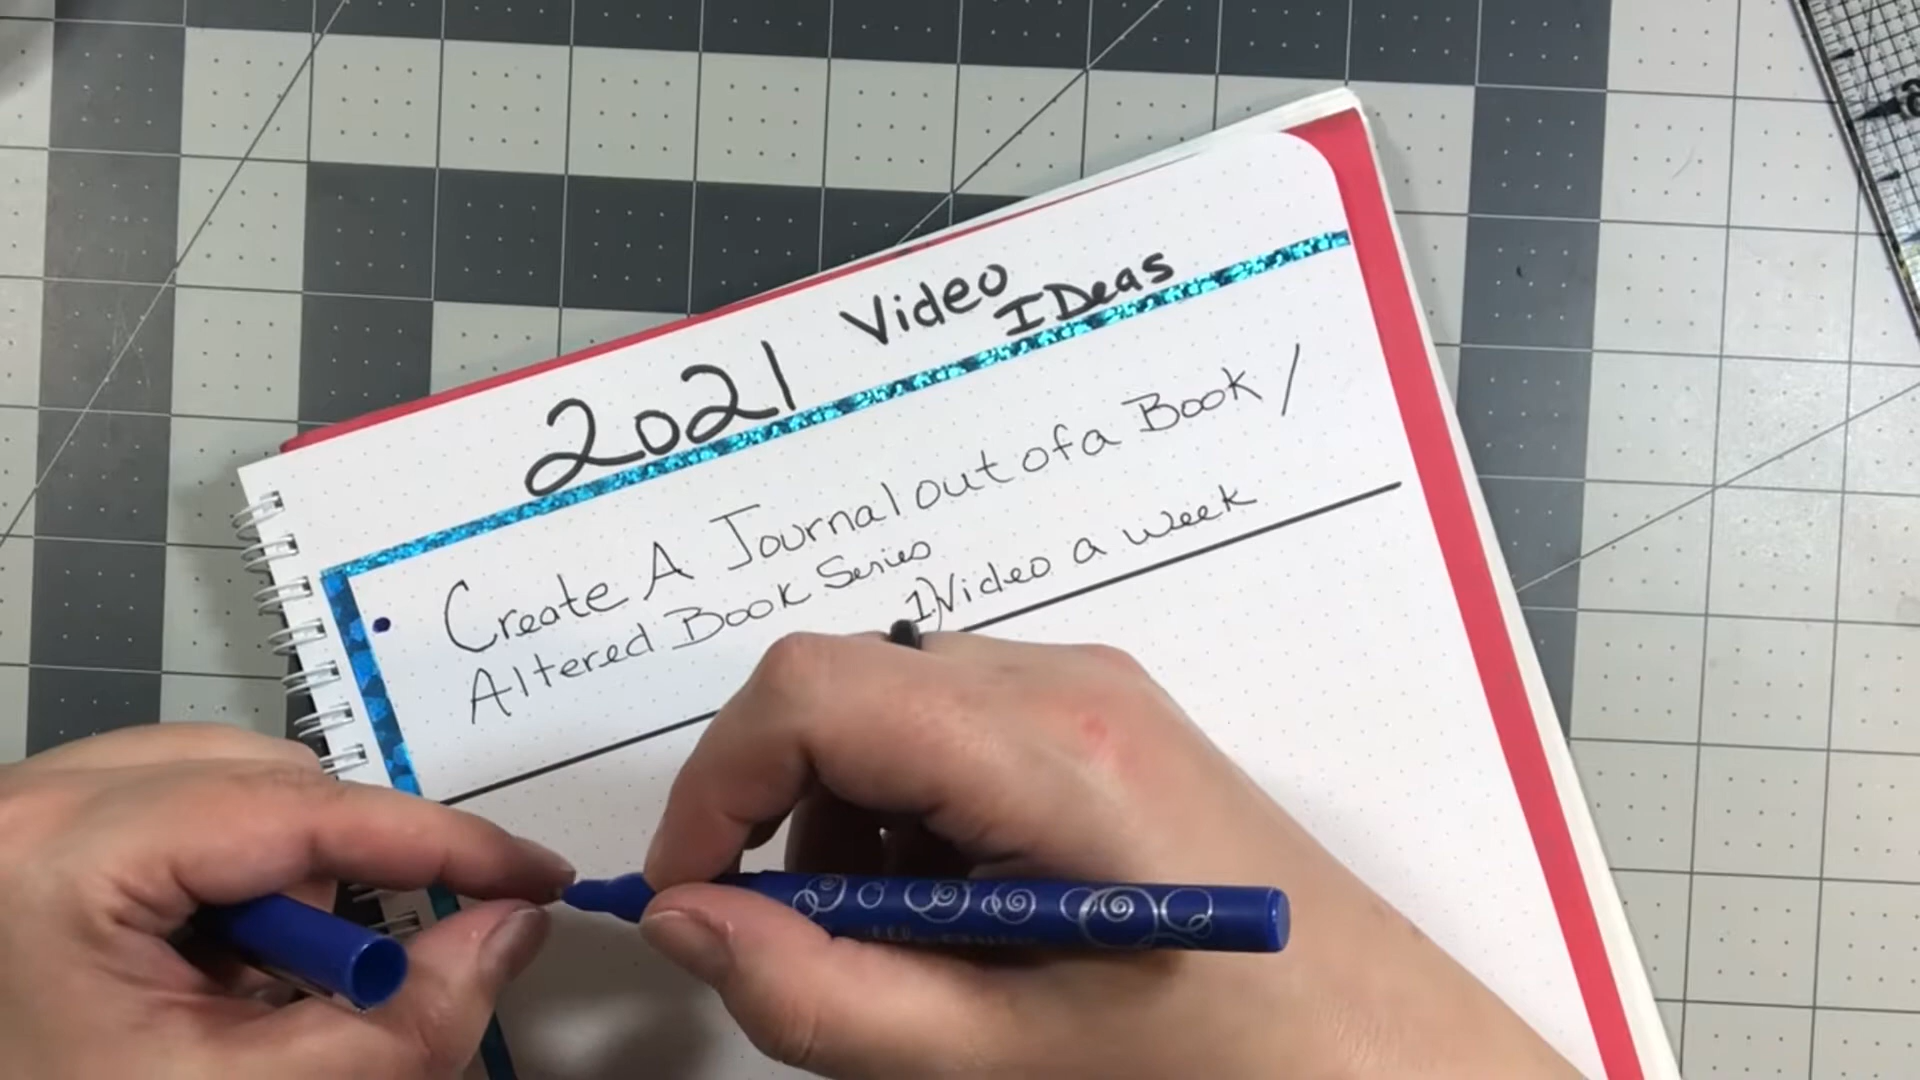 2021 Video
IDeas
Create A Journal out of a Book /
Altered Book Series
1 Video a week